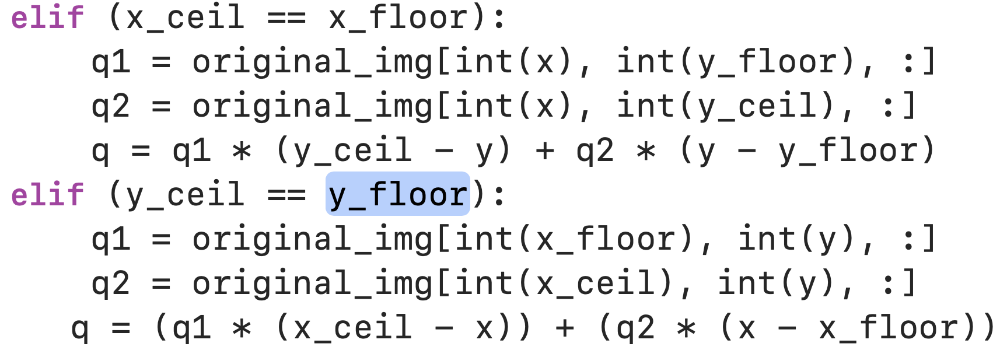 elif (x_ceil == x_floor):
    q1 = original_img[int(x), int(y_floor), :]
    q2 = original_img[int(x), int(y_ceil), :]
    q = q1 * (y_ceil - y) + q2 * (y - y_floor)
elif (y_ceil == y_floor):
    q1 = original_img[int(x_floor), int(y), :]
    q2 = original_img[int(x_ceil), int(y), :]
   q = (q1 * (x_ceil - x)) + (q2 * (x - x_floor))